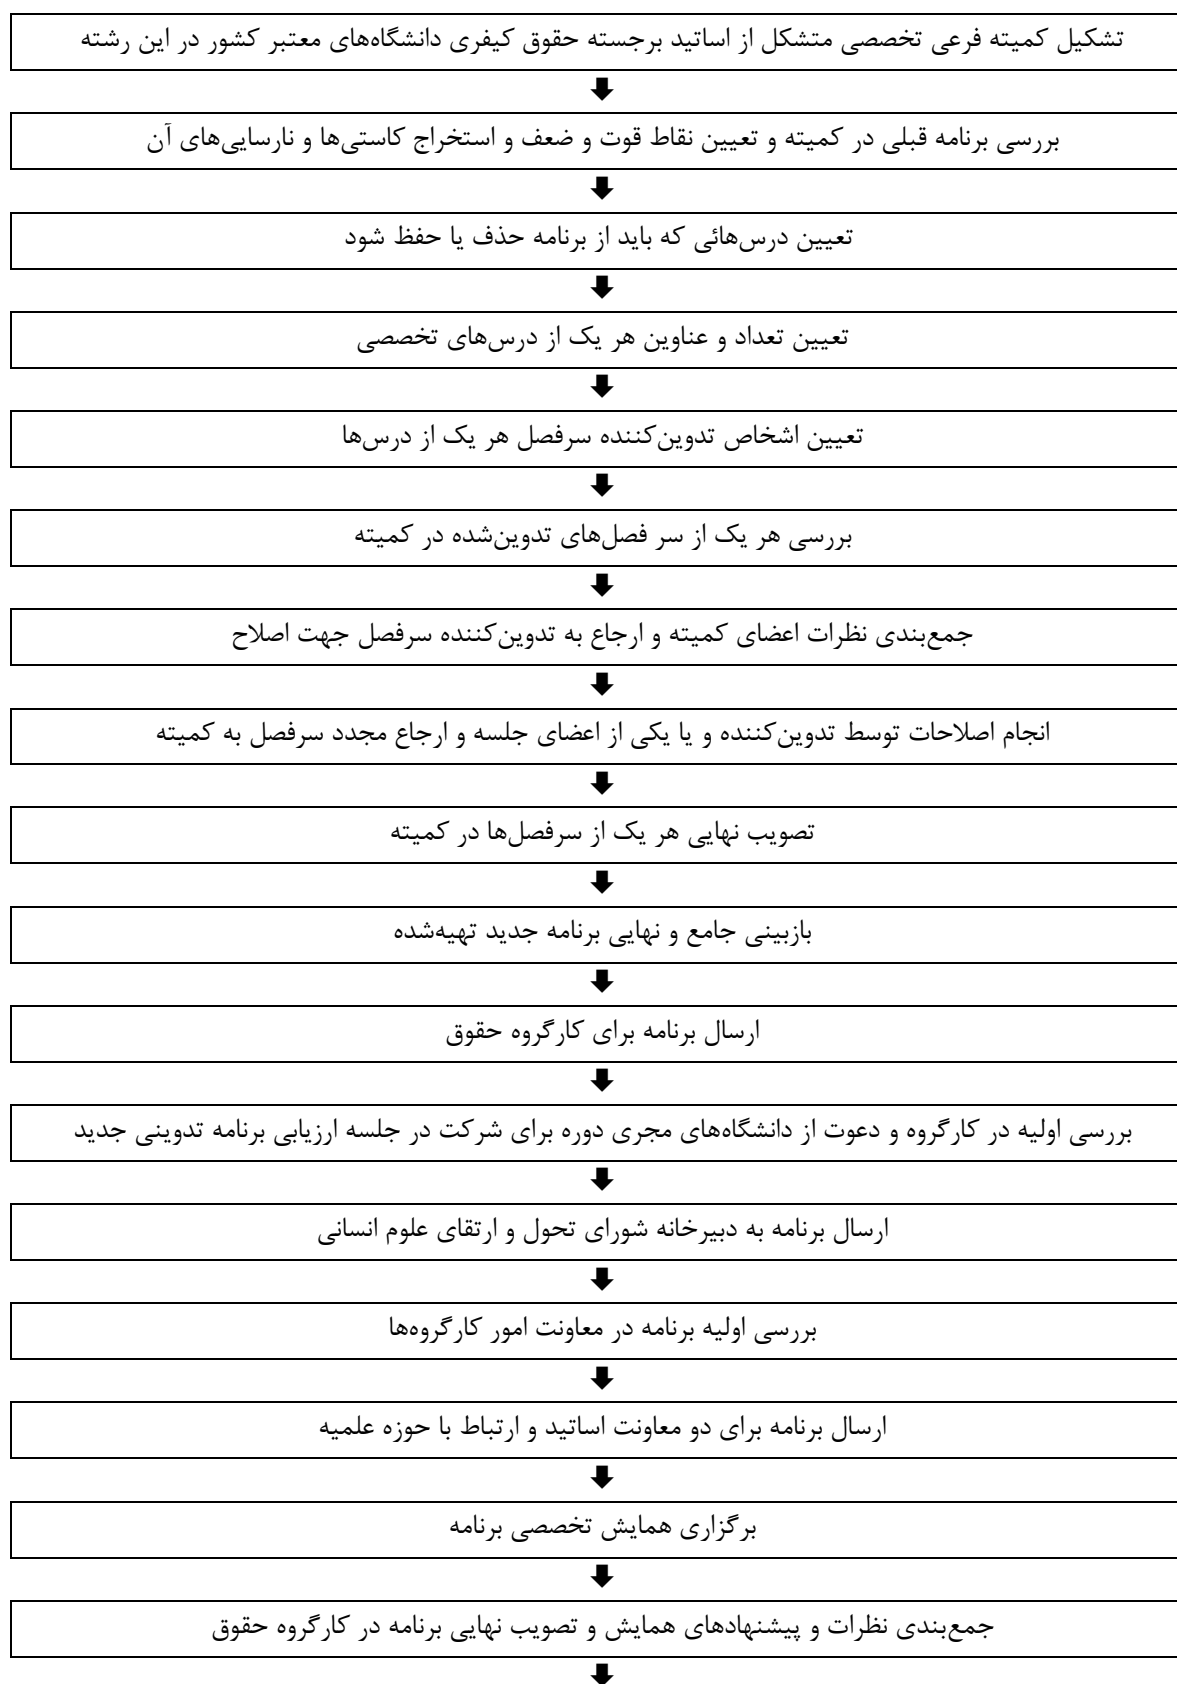 تشکیل کمیته فرعی تخصصی متشکل از اساتید برجسته حقوق کیفری دانشگاه‌های معتبر کشور در این رشته
بررسی برنامه قبلی در کمیته و تعیین نقاط قوت و ضعف و استخراج کاستی‌ها و نارسایی‌های آن
تعیین درس‌هائی که باید از برنامه حذف یا حفظ شود
تعیین تعداد و عناوین هر یک از درس‌های تخصصی
تعیین اشخاص تدوین‌کننده سرفصل هر یک از درس‌ها
بررسی هر یک از سر فصل‌های تدوین‌شده در کمیته
جمع‌بندی نظرات اعضای کمیته و ارجاع به تدوین‌کننده سرفصل جهت اصلاح
انجام اصلاحات توسط تدوین‌کننده و یا یکی از اعضای جلسه و ارجاع مجدد سرفصل به کمیته
تصویب نهایی هر یک از سرفصل‌ها در کمیته
بازبینی جامع و نهایی برنامه جدید تهیه‌شده
ارسال برنامه برای کارگروه حقوق
بررسی اولیه در کارگروه و دعوت از دانشگاه‌های مجری دوره برای شرکت در جلسه ارزیابی برنامه تدوینی جدید
ارسال برنامه به دبیرخانه شورای تحول و ارتقای علوم انسانی
بررسی اولیه برنامه در معاونت امور کارگروه‌ها
ارسال برنامه برای دو معاونت اساتید و ارتباط با حوزه علمیه
برگزاری همایش تخصصی برنامه
جمع‌بندی نظرات و پیشنهادهای همایش و تصویب نهایی برنامه در کارگروه حقوق